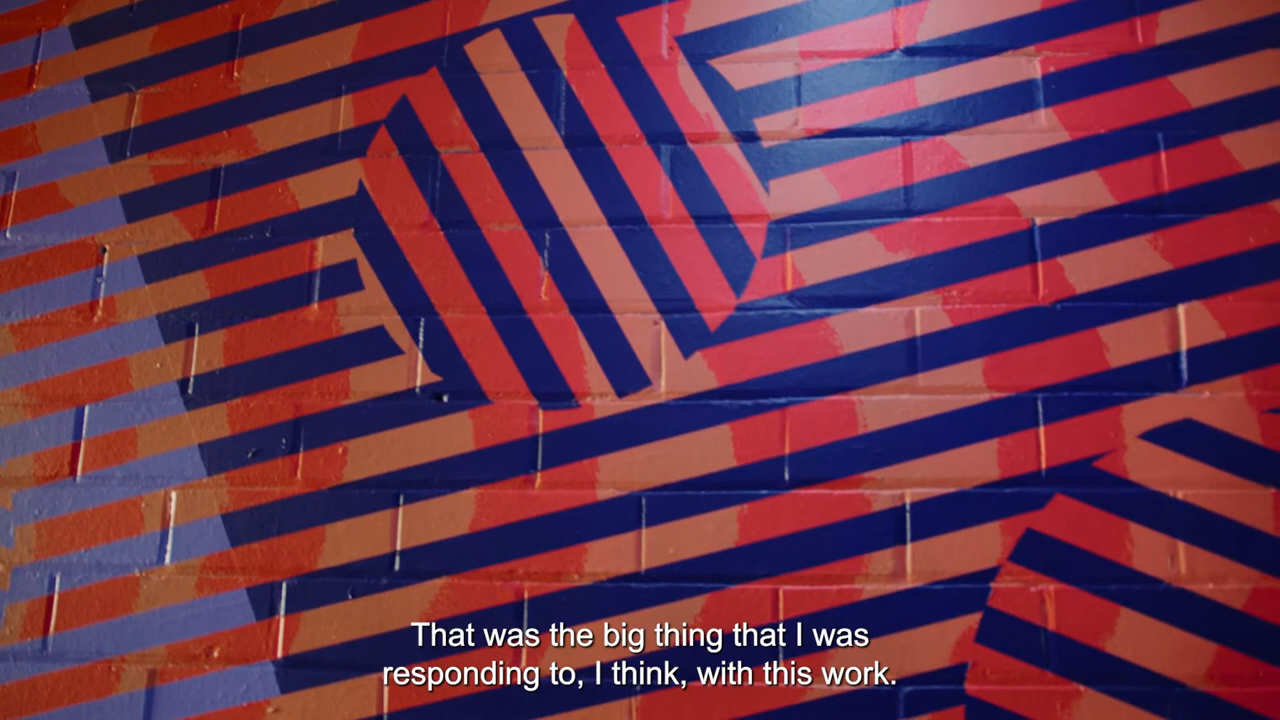 That was the big thing that I was
responding to, I think, with this work.